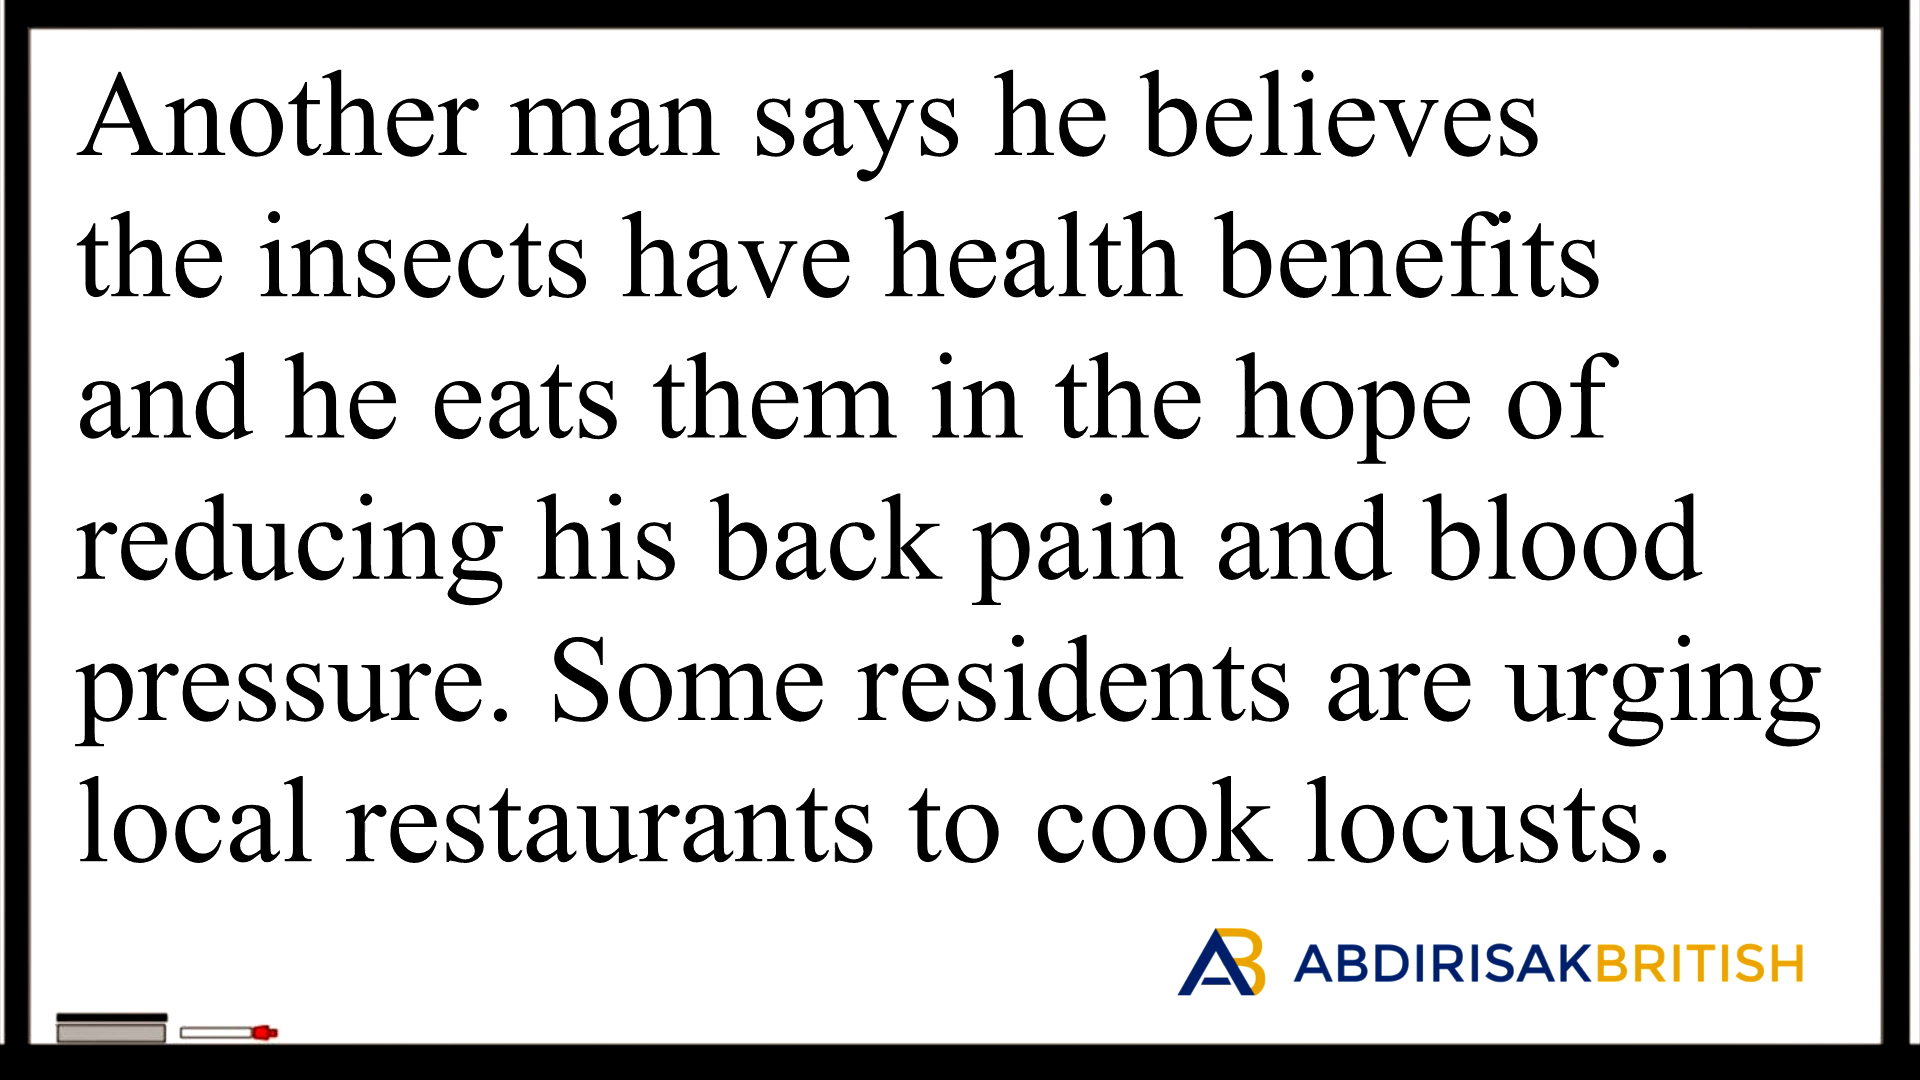 Another man says he believes
the insects have health benefits
and he eats them in the hope of
reducing his back pain and blood
pressure. Some residents are urging
local restaurants to cook locusts.
AB ABDIRISAKBRITISH